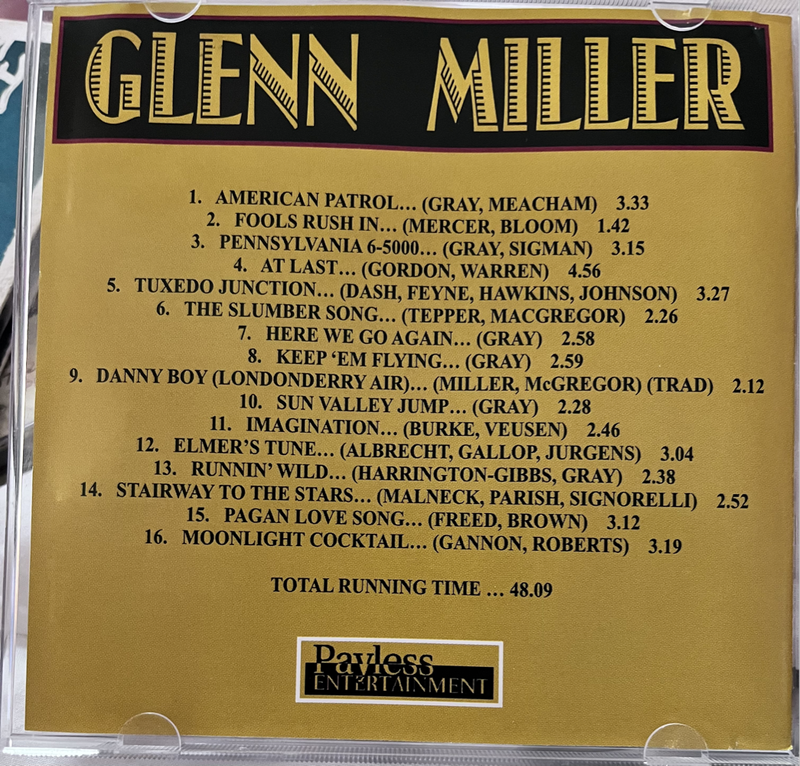 GLENN MILLER
1. AMERICAN PATROL... (GRAY, MEACHAM) 3.33
2. FOOLS RUSH IN... (MERCER, BLOOM) 1.42
3. PENNSYLVANIA 6-5000... (GRAY, SIGMAN) 3.15
4. AT LAST... (GORDON, WARREN) 4.56
5. TUXEDO JUNCTION... (DASH, FEYNE, HAWKINS, JOHNSON) 3.27
6. THE SLUMBER SONG... (TEPPER, MACGREGOR) 2.26
7. HERE WE GO AGAIN... (GRAY) 2.58
8. KEEP ‘EM FLYING... (GRAY) 2.59
9. DANNY BOY (LONDONDERRY AIR)... (MILLER, McGREGOR) (TRAD) 2.12
10. SUN VALLEY JUMP... (GRAY) 2.28
11. IMAGINATION... (BURKE, VEUSEN) 2.46
12. ELMER’S TUNE... (ALBRECHT, GALLOP, JURGENS) 3.04
13. RUNNIN’ WILD... (HARRINGTON-GIBBS, GRAY) 2.38
14. STAIRWAY TO THE STARS... (MALNECK, PARISH, SIGNORELLI) 2.52
15. PAGAN LOVE SONG... (FREED, BROWN) 3.12
16. MOONLIGHT COCKTAIL... (GANNON, ROBERTS) 3.19
TOTAL RUNNING TIME ... 48.09
Payless
ENTERTAINMENT